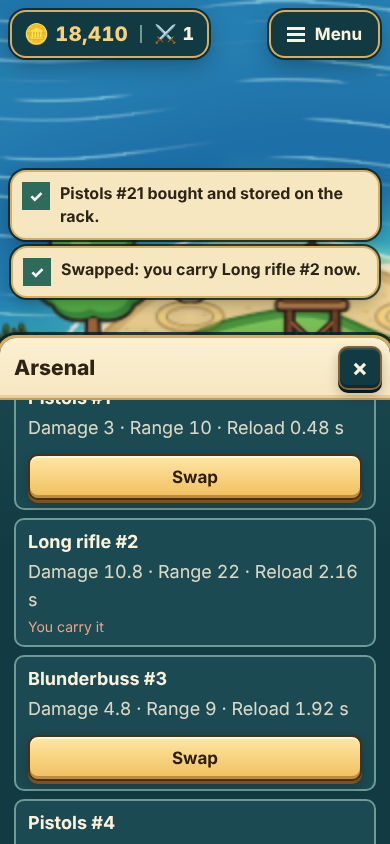 18,410
1
Menu
Pistols #21 bought and stored on the
rack.
Swapped: you carry Long rifle #2 now.
Arsenal
Pistols #1
Damage 3 · Range 10 · Reload 0.48 s
Swap
Long rifle #2
Damage 10.8 · Range 22 · Reload 2.16
s
You carry it
Blunderbuss #3
Damage 4.8 · Range 9 · Reload 1.92 s
Swap
Pistols #4